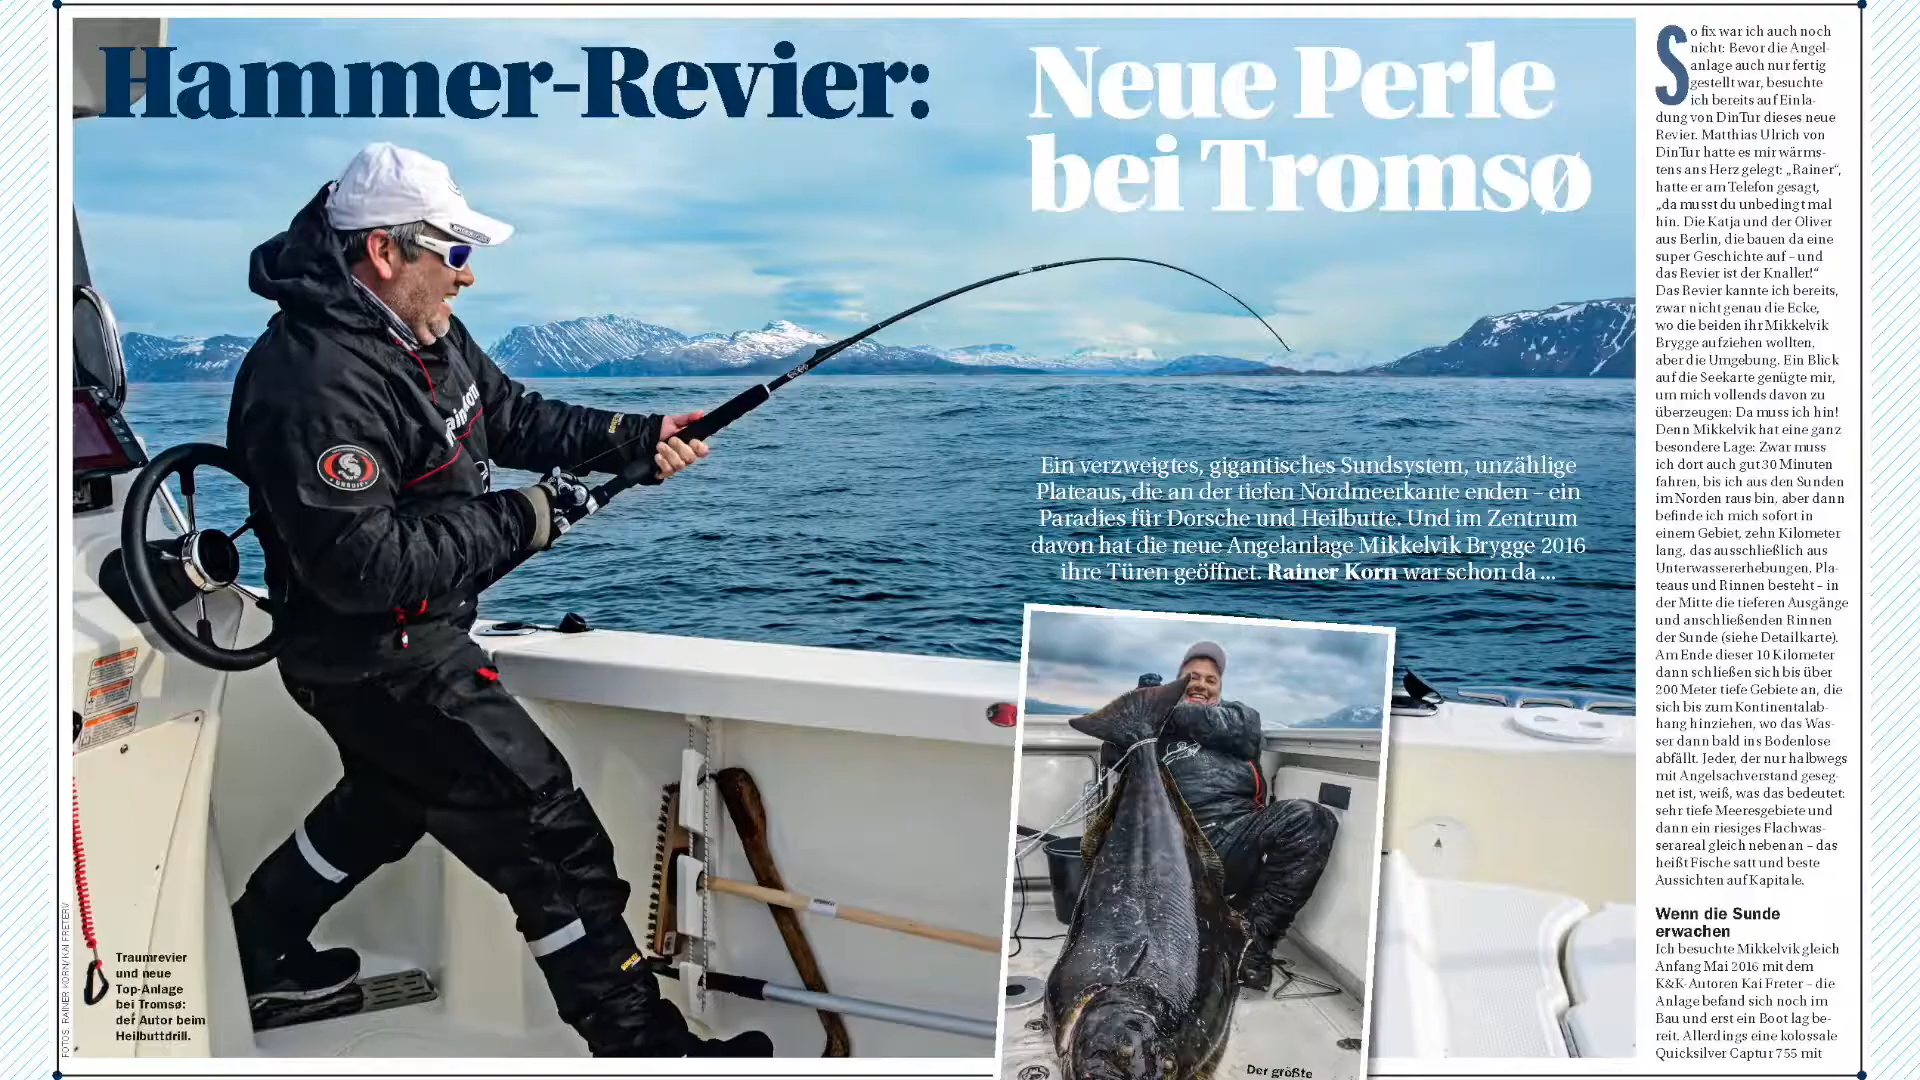 Hammer-Revier:
Neue Perle
bei Tromsø
Ein verzweigtes, gigantisches Sundsystem, unzählige
Plateaus, die an der tiefen Nordmeerkante enden – ein
Paradies für Dorsche und Heilbutte. Und im Zentrum
davon hat die neue Angelanlage Mikkelvik Brygge 2016
ihre Türen geöffnet. Rainer Korn war schon da ...
Traumrevier
und neue
Top-Anlage
bei Tromsø:
der Autor beim
Heilbuttdrill.
FOTOS: RAINER KORN/KAI FRETER/
Der größte
So fix war ich auch noch
nicht: Bevor die Angel-
anlage auch nur fertig
gestellt war, besuchte
ich bereits auf Einla-
dung von DinTur dieses neue
Revier. Matthias Ulrich von
DinTur hatte es mir wärms-
tens ans Herz gelegt: „Rainer“,
hatte er am Telefon gesagt,
„da musst du unbedingt mal
hin. Die Katja und der Oliver
aus Berlin, die bauen da eine
super Geschichte auf – und
das Revier ist der Knaller!“
Das Revier kannte ich bereits,
zwar nicht genau die Ecke,
wo die beiden ihr Mikkelvik
Brygge aufziehen wollten,
aber die Umgebung. Ein Blick
auf die Seekarte genügte mir,
um mich vollends davon zu
überzeugen: Da muss ich hin!
Denn Mikkelvik hat eine ganz
besondere Lage: Zwar muss
ich dort auch gut 30 Minuten
fahren, bis ich aus den Sunden
im Norden raus bin, aber dann
befinde ich mich sofort in
einem Gebiet, zehn Kilometer
lang, das ausschließlich aus
Unterwassererhebungen, Pla-
teaus und Rinnen besteht – in
der Mitte die tieferen Ausgänge
und anschließenden Rinnen
der Sunde (siehe Detailkarte).
Am Ende dieser 10 Kilometer
dann schließen sich bis über
200 Meter tiefe Gebiete an, die
sich bis zum Kontinentalab-
hang hinziehen, wo das Was-
ser dann bald ins Bodenlose
abfällt. Jeder, der nur halbwegs
mit Angelsachverstand geseg-
net ist, weiß, was das bedeutet:
sehr tiefe Meeresgebiete und
dann ein riesiges Flachwas-
serareal gleich nebenan – das
heißt Fische satt und beste
Aussichten auf Kapitale.
Wenn die Sunde
erwachen
Ich besuchte Mikkelvik gleich
Anfang Mai 2016 mit dem
K&K-Autoren Kai Freter – die
Anlage befand sich noch im
Bau und erst ein Boot lag be-
reit. Allerdings eine kolossale
Quicksilver Captur 755 mit